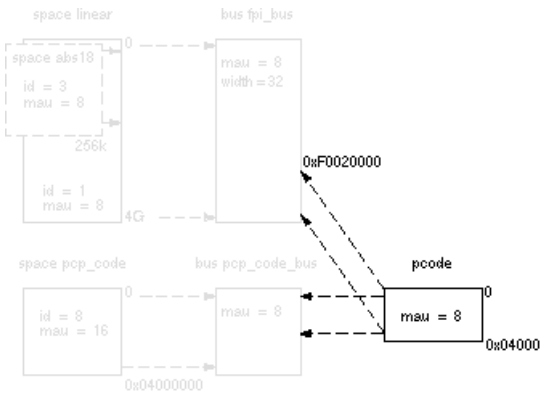 space linear
bus fpi_bus
0
space abs18
id = 3
mau = 8
mau = 8
width = 32
256k
0xF0020000
id = 1
mau = 8
4G
space pcp_code
bus pcp_code_bus
pcode
0
0
id = 8
mau = 16
mau = 8
mau = 8
0x04000
0x04000000